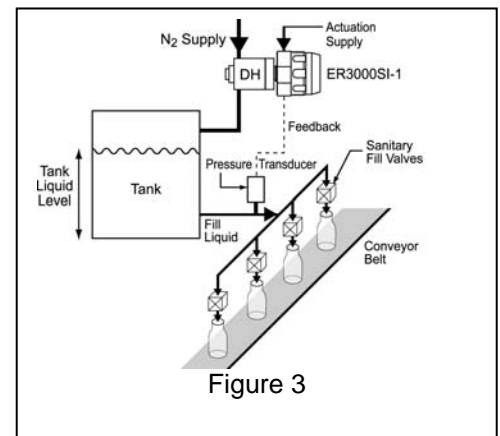 Actuation
Supply
N₂ Supply
DH
ER3000SI-1
Feedback
Sanitary
Fill Valves
Pressure
Transducer
Tank
Liquid
Level
Tank
Fill
Liquid
Conveyor
Belt
Figure 3